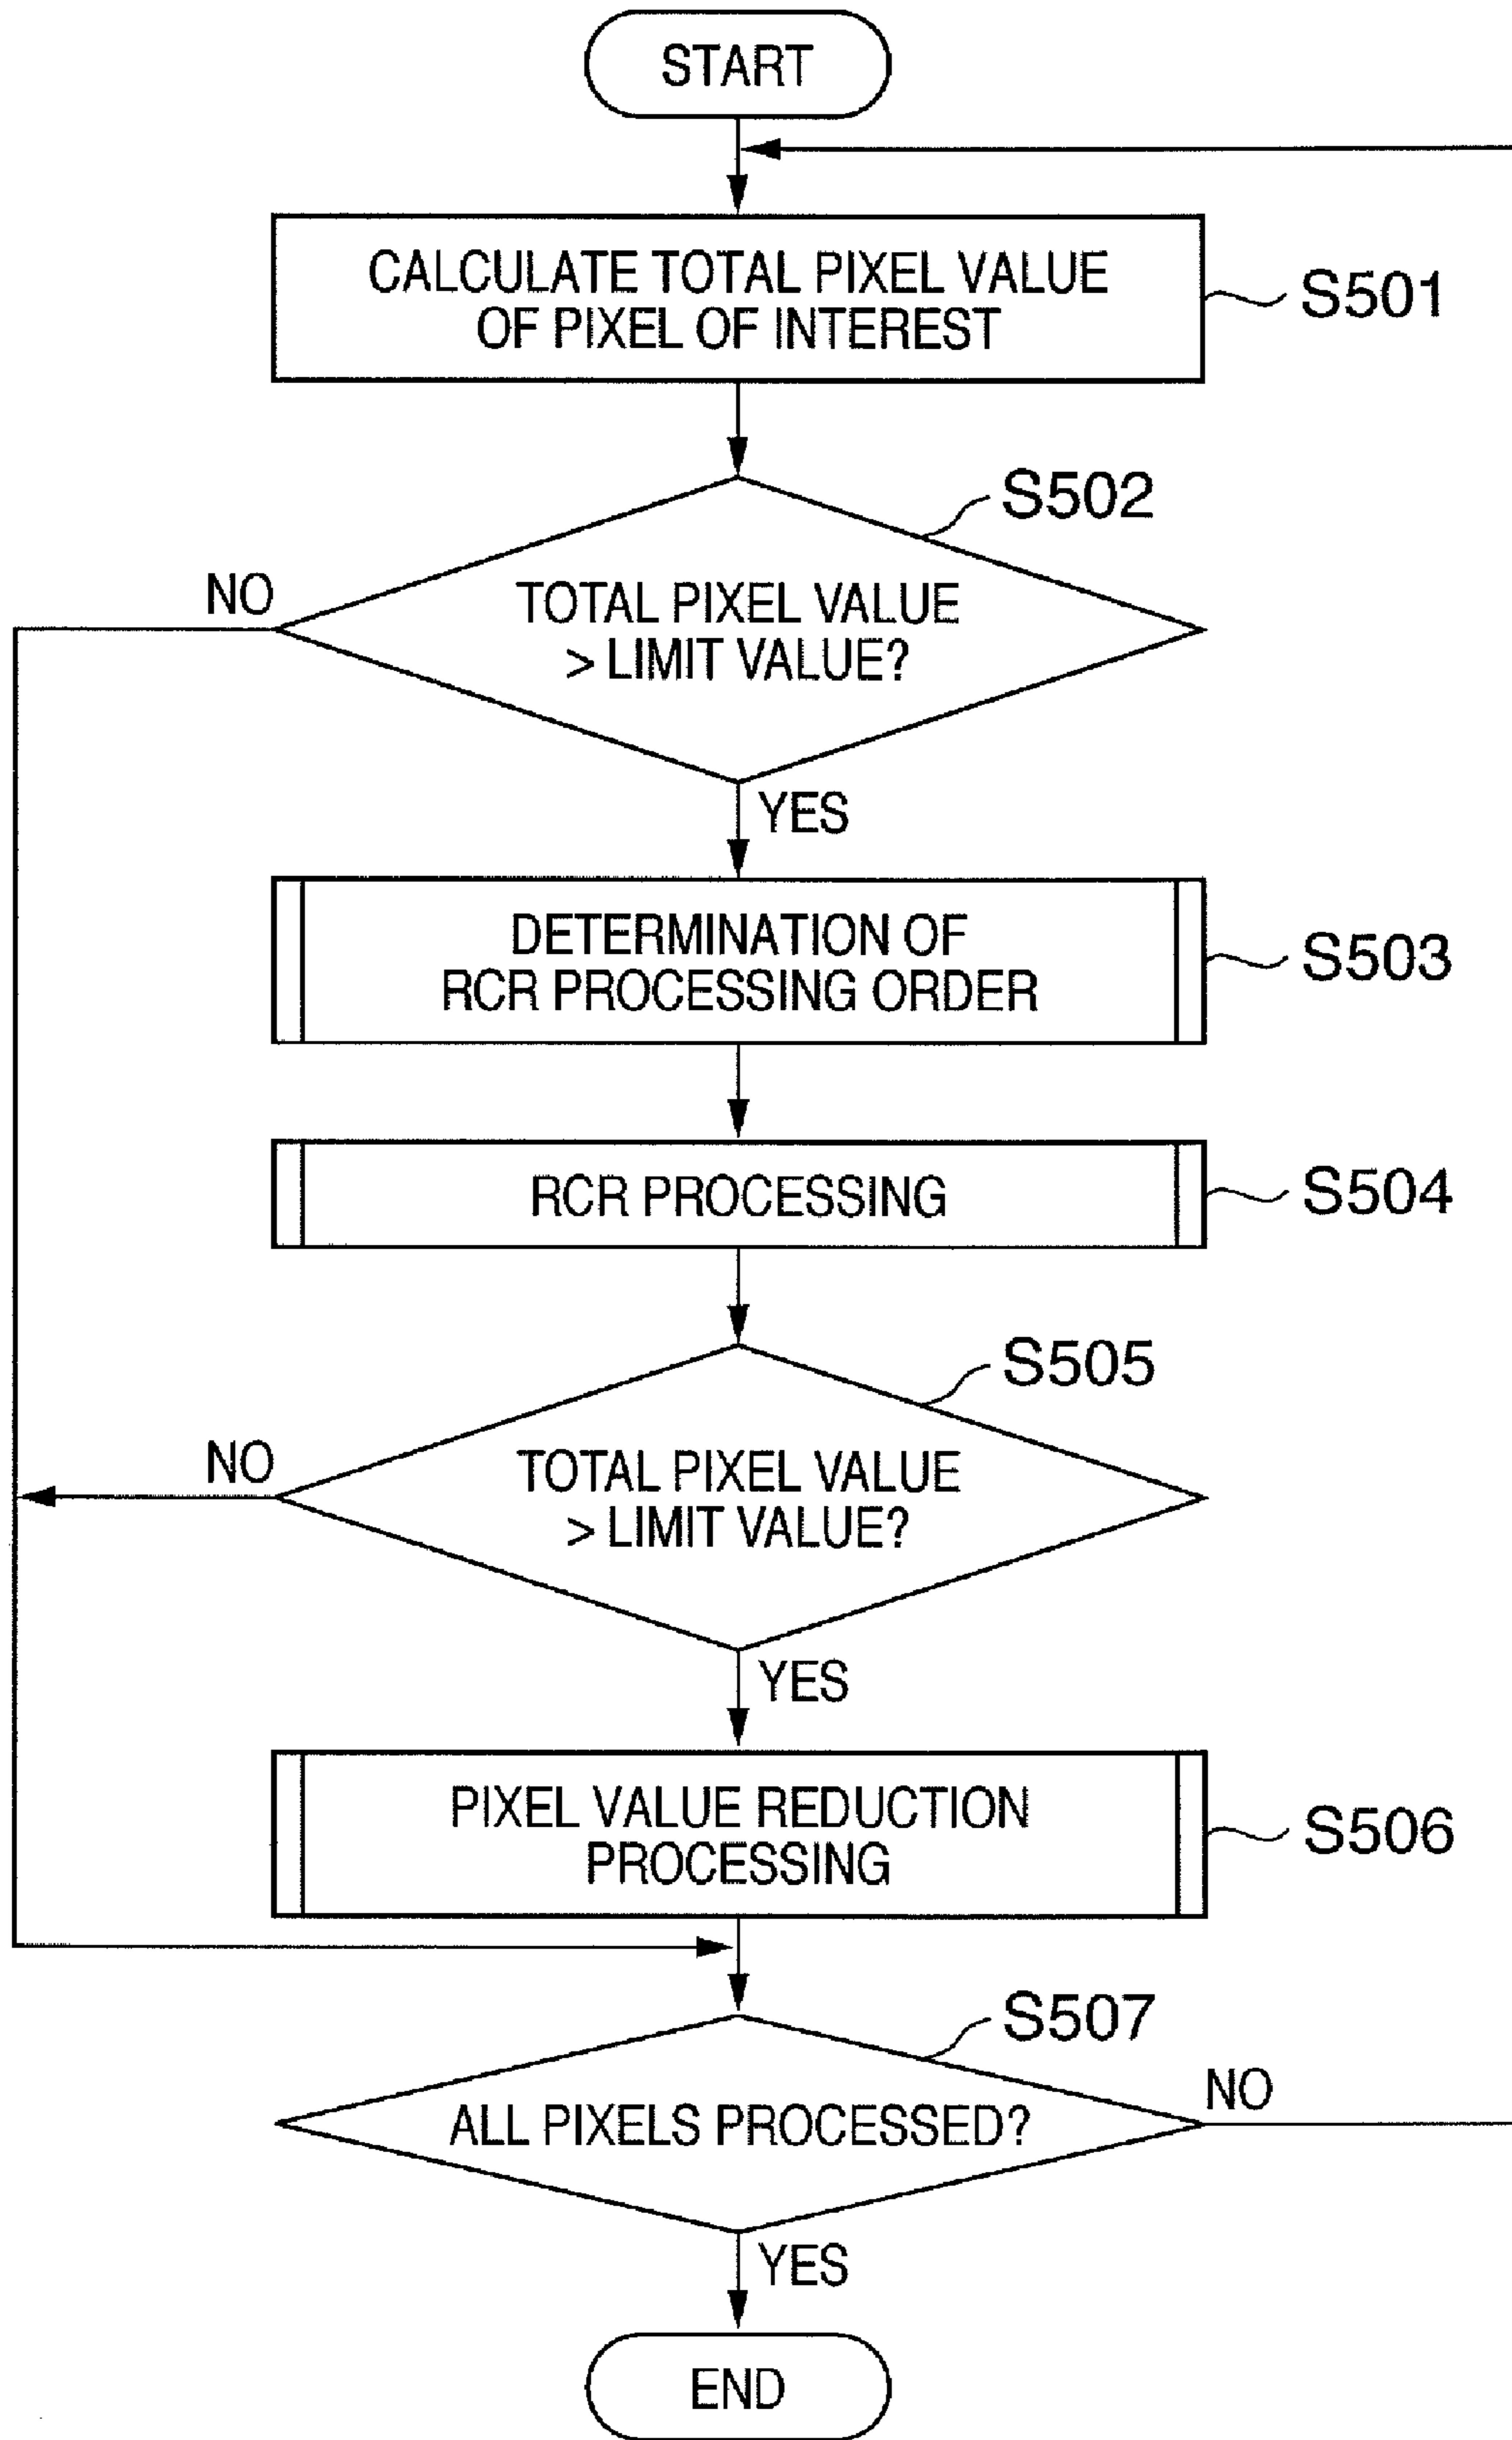 START
CALCULATE TOTAL PIXEL VALUE
OF PIXEL OF INTEREST
S501
S502
NO
TOTAL PIXEL VALUE
> LIMIT VALUE?
YES
DETERMINATION OF
RCR PROCESSING ORDER
S503
RCR PROCESSING
S504
S505
NO
TOTAL PIXEL VALUE
> LIMIT VALUE?
YES
PIXEL VALUE REDUCTION
PROCESSING
S506
S507
NO
ALL PIXELS PROCESSED?
YES
END